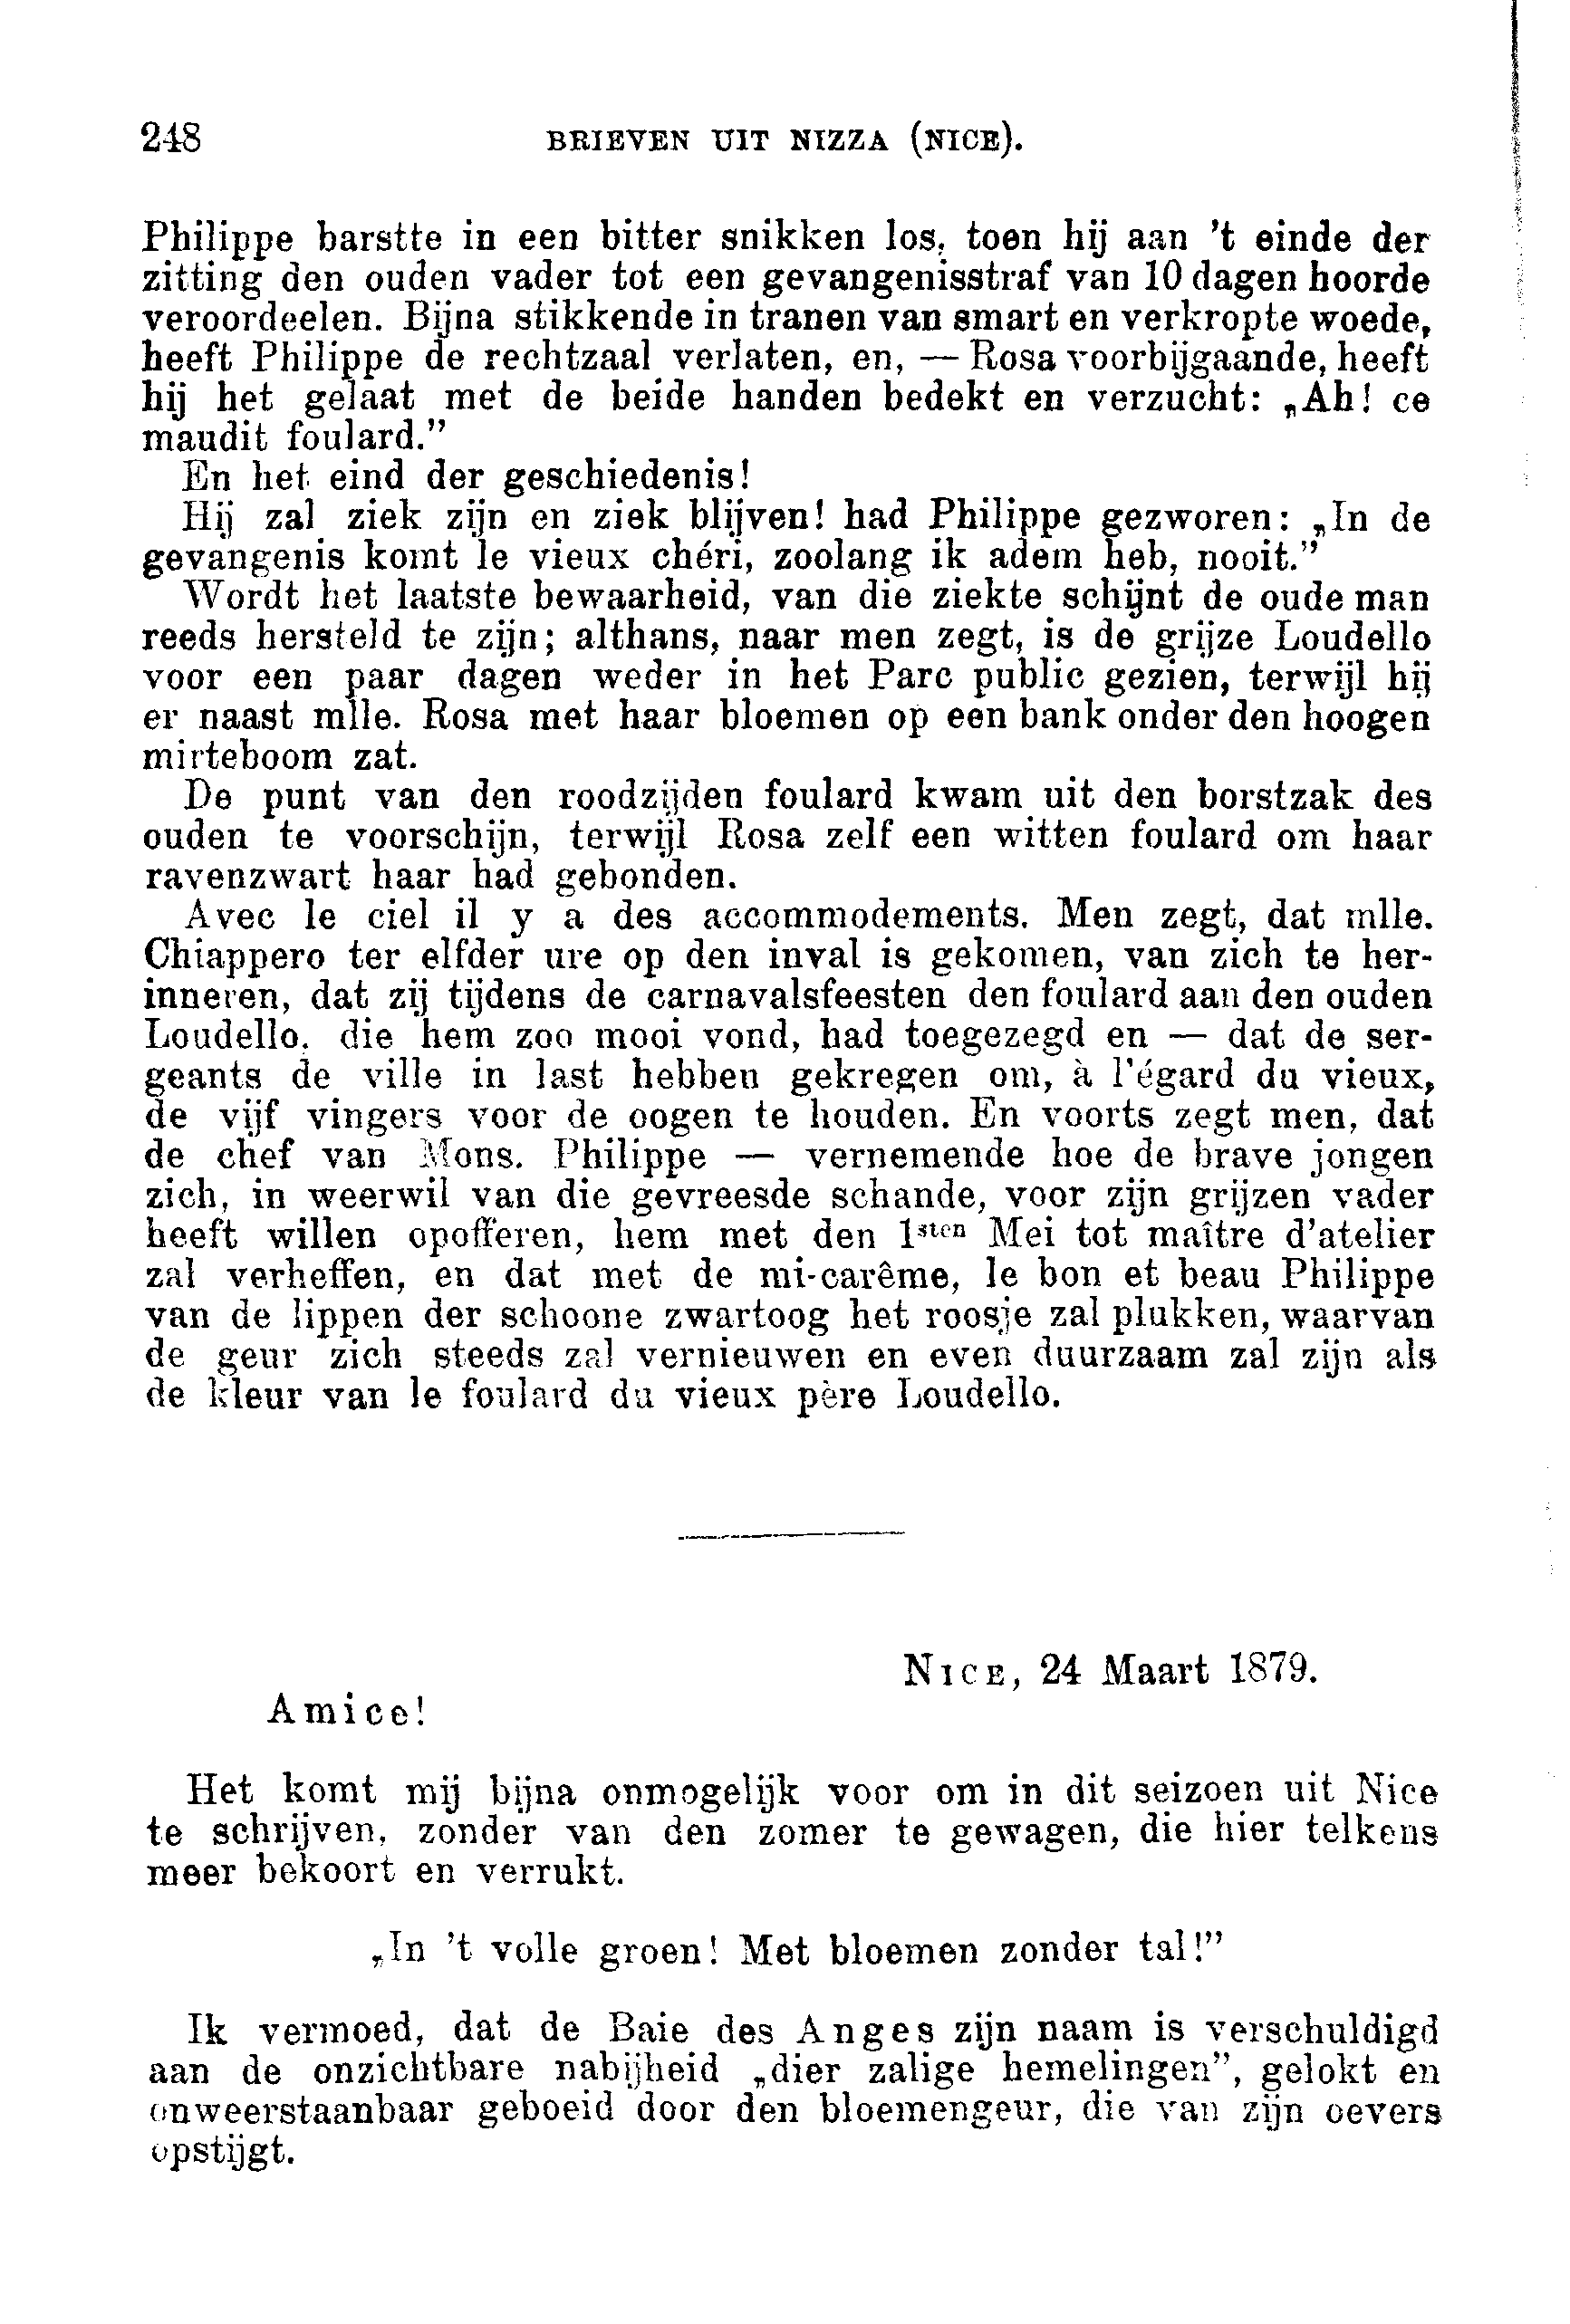 248 BRIEVEN UIT NIZZA (NICE).
Philippe barstte in een bitter snikken los, toen hij aan 't einde der
zitting den ouden vader tot een gevangenisstraf van 10 dagen hoorde
veroordeelen. Bijna stikkende in tranen van smart en verkropte woede,
heeft Philippe de rechtzaal verlaten, en, — Rosa voorbijgaande, heeft
hij het gelaat met de beide handen bedekt en verzucht: „Ah! ce
maudit foulard."
En het eind der geschiedenis!
Hij zal ziek zijn en ziek blijven! had Philippe gezworen: „In de
gevangenis komt le vieux chéri, zoolang ik adem heb, nooit."
Wordt het laatste bewaarheid, van die ziekte schijnt de oude man
reeds hersteld te zijn; althans, naar men zegt, is de grijze Loudello
voor een paar dagen weder in het Parc public gezien, terwijl hij
er naast mlle. Rosa met haar bloemen op een bank onder den hoogen
mirteboom zat.
De punt van den roodzijden foulard kwam uit den borstzak des
ouden te voorschijn, terwijl Rosa zelf een witten foulard om haar
ravenzwart haar had gebonden.
Avec le ciel il y a des accommodements. Men zegt, dat mlle.
Chiappero ter elfder ure op den inval is gekomen, van zich te her-
inneren, dat zij tijdens de carnavalsfeesten den foulard aan den ouden
Loudello, die hem zoo mooi vond, had toegezegd en — dat de ser-
geants de ville in last hebben gekregen om, à l'égard du vieux,
de vijf vingers voor de oogen te houden. En voorts zegt men, dat
de chef van Mons. Philippe — vernemende hoe de brave jongen
zich, in weerwil van die gevreesde schande, voor zijn grijzen vader
heeft willen opofferen, hem met den 1sten Mei tot maître d'atelier
zal verheffen, en dat met de mi-carême, le bon et beau Philippe
van de lippen der schoone zwartoog het roosje zal plukken, waarvan
de geur zich steeds zal vernieuwen en even duurzaam zal zijn als
de kleur van le foulard du vieux père Loudello.
NICE, 24 Maart 1879.
Amice!
Het komt mij bijna onmogelijk voor om in dit seizoen uit Nice
te schrijven, zonder van den zomer te gewagen, die hier telkens
meer bekoort en verrukt.
„In 't volle groen! Met bloemen zonder tal!"
Ik vermoed, dat de Baie des Anges zijn naam is verschuldigd
aan de onzichtbare nabijheid „dier zalige hemelingen", gelokt en
onweerstaanbaar geboeid door den bloemengeur, die van zijn oevers
opstijgt.